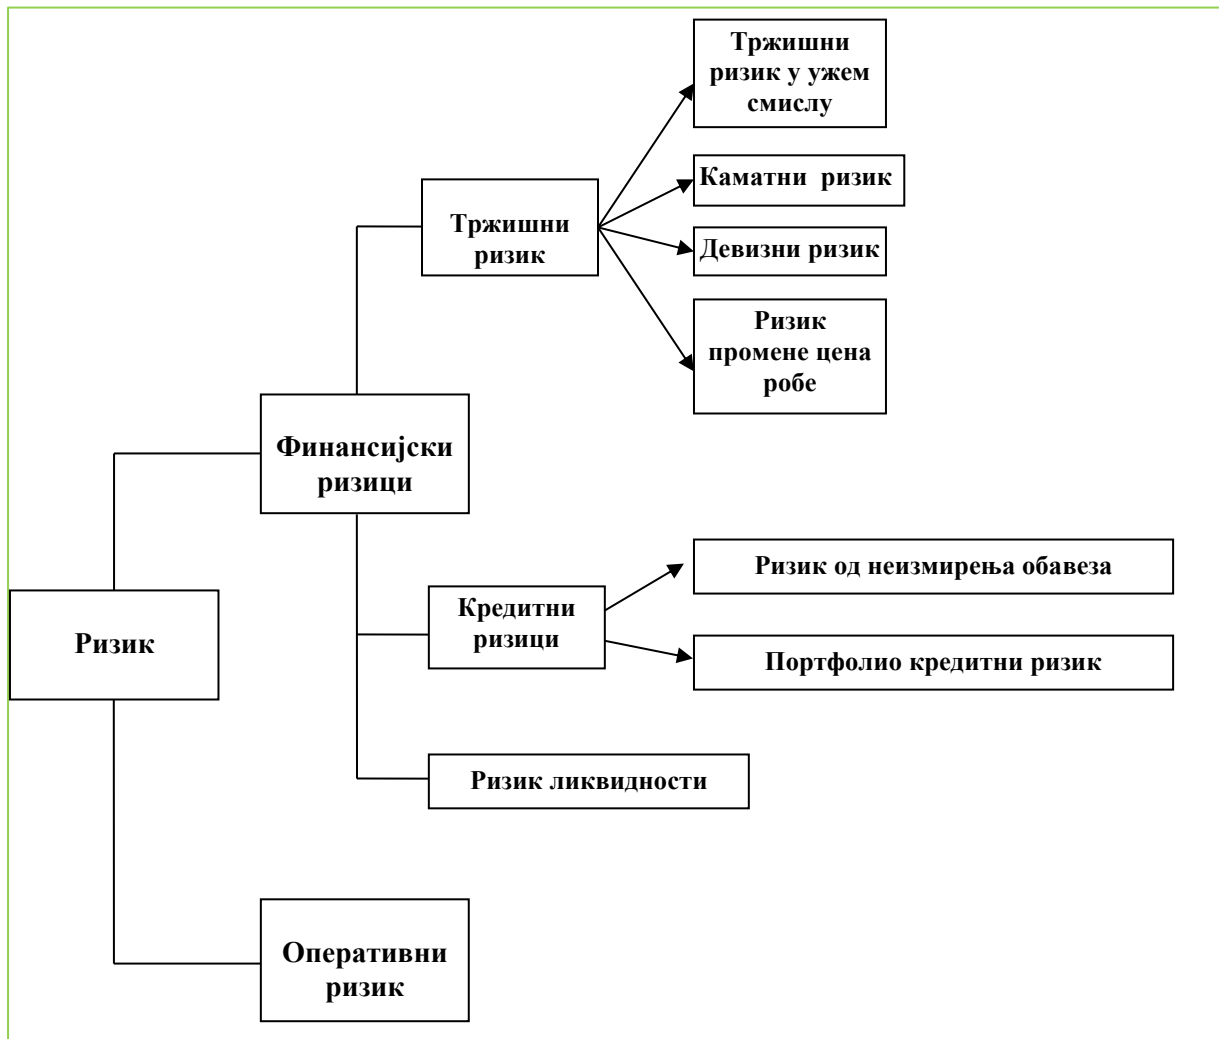 Тржишни
ризик у ужем
смислу
Каматни ризик
Тржишни
ризик
Девизни ризик
Ризик
промене цена
робе
Финансијски
ризици
Ризик од неизмирења обавеза
Кредитни
ризици
Ризик
Портфолио кредитни ризик
Ризик ликвидности
Оперативни
ризик